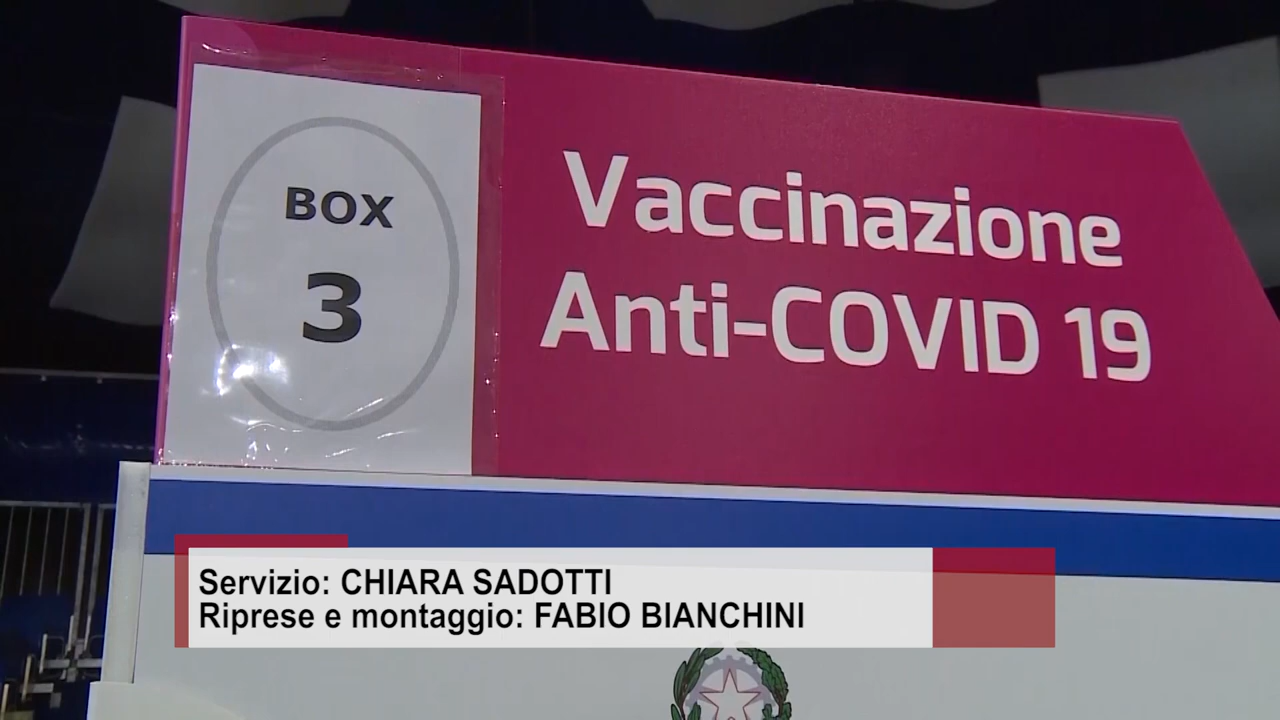 BOX
3
Vaccinazione
Anti-COVID 19
Servizio: CHIARA SADOTTI
Riprese e montaggio: FABIO BIANCHINI